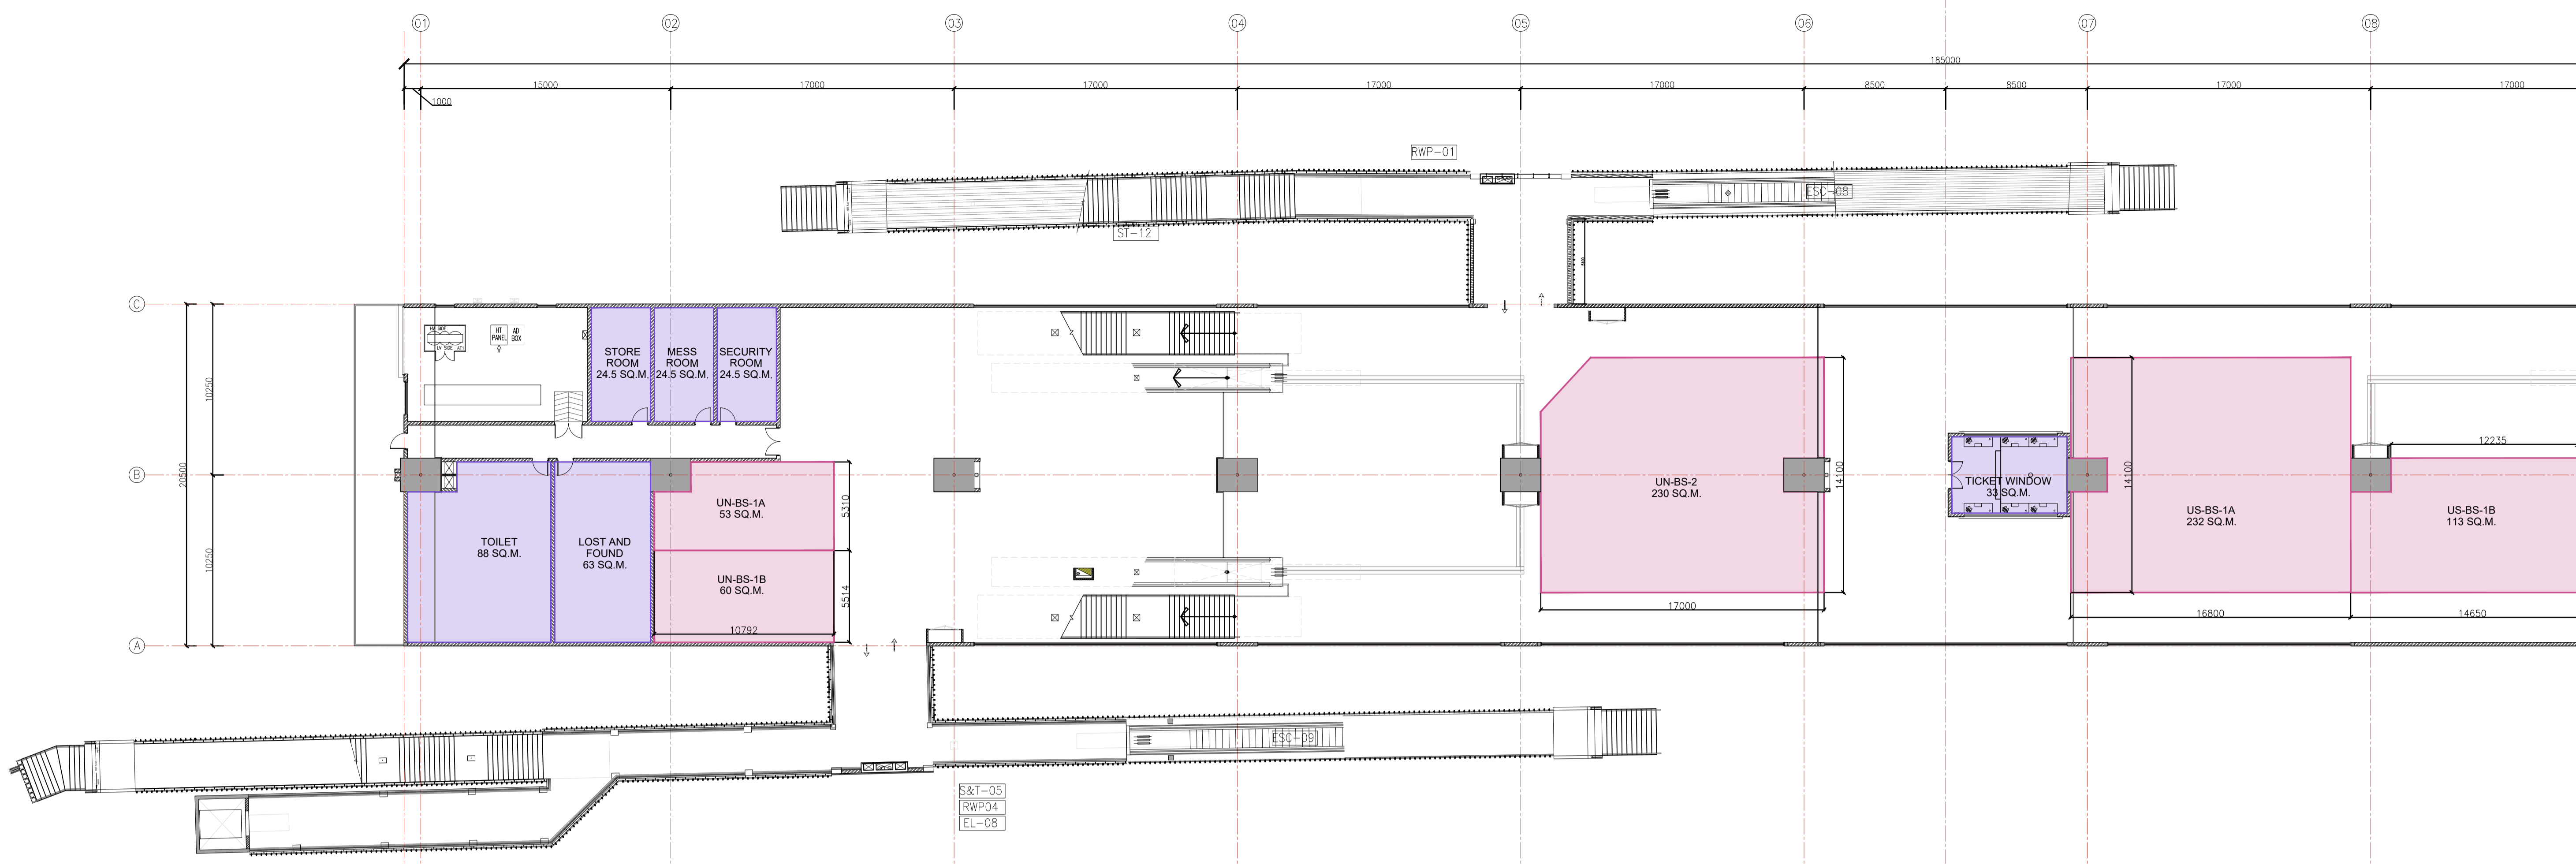 01
02
03
04
05
06
07
08
185000
15000
17000
17000
17000
17000
8500
8500
17000
17000
1000
RWP-01
ESC-08
ST-12
C
HV SIDE
LV SIDE
HT
PANEL
AD
BOX
STORE
ROOM
24.5 SQ.M.
MESS
ROOM
24.5 SQ.M.
SECURITY
ROOM
24.5 SQ.M.
10250
20500
10250
B
12235
14100
14100
TICKET WINDOW
33 SQ.M.
UN-BS-2
230 SQ.M.
UN-BS-1A
53 SQ.M.
5310
US-BS-1A
232 SQ.M.
US-BS-1B
113 SQ.M.
TOILET
88 SQ.M.
LOST AND
FOUND
63 SQ.M.
UN-BS-1B
60 SQ.M.
5514
10792
17000
16800
14650
A
ESC-09
S&T-05
RWP04
EL-08